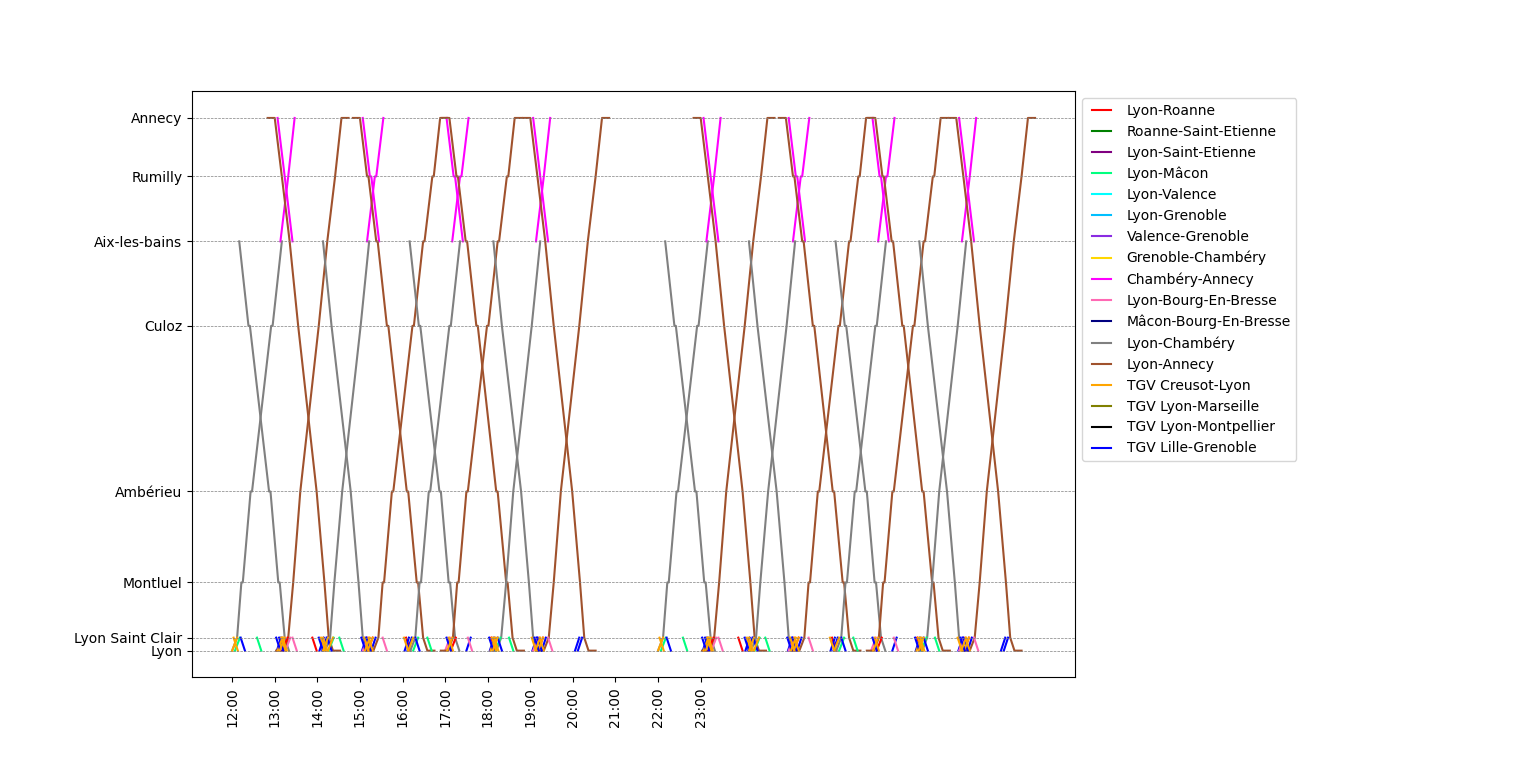 Annecy
Rumilly
Aix-les-bains
Culoz
Ambérieu
Montluel
Lyon Saint Clair
Lyon
12:00
13:00
14:00
15:00
16:00
17:00
18:00
19:00
20:00
21:00
22:00
23:00
Lyon-Roanne
Roanne-Saint-Etienne
Lyon-Saint-Etienne
Lyon-Mâcon
Lyon-Valence
Lyon-Grenoble
Valence-Grenoble
Grenoble-Chambéry
Chambéry-Annecy
Lyon-Bourg-En-Bresse
Mâcon-Bourg-En-Bresse
Lyon-Chambéry
Lyon-Annecy
TGV Creusot-Lyon
TGV Lyon-Marseille
TGV Lyon-Montpellier
TGV Lille-Grenoble